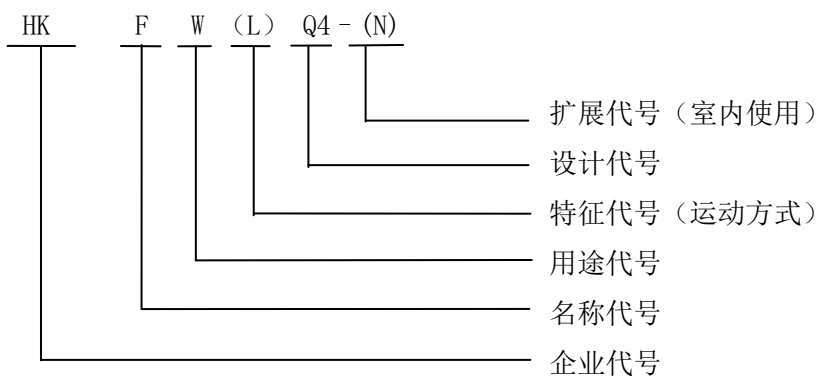 HK F W （L） Q4-(N)
扩展代号（室内使用）
设计代号
特征代号（运动方式）
用途代号
名称代号
企业代号